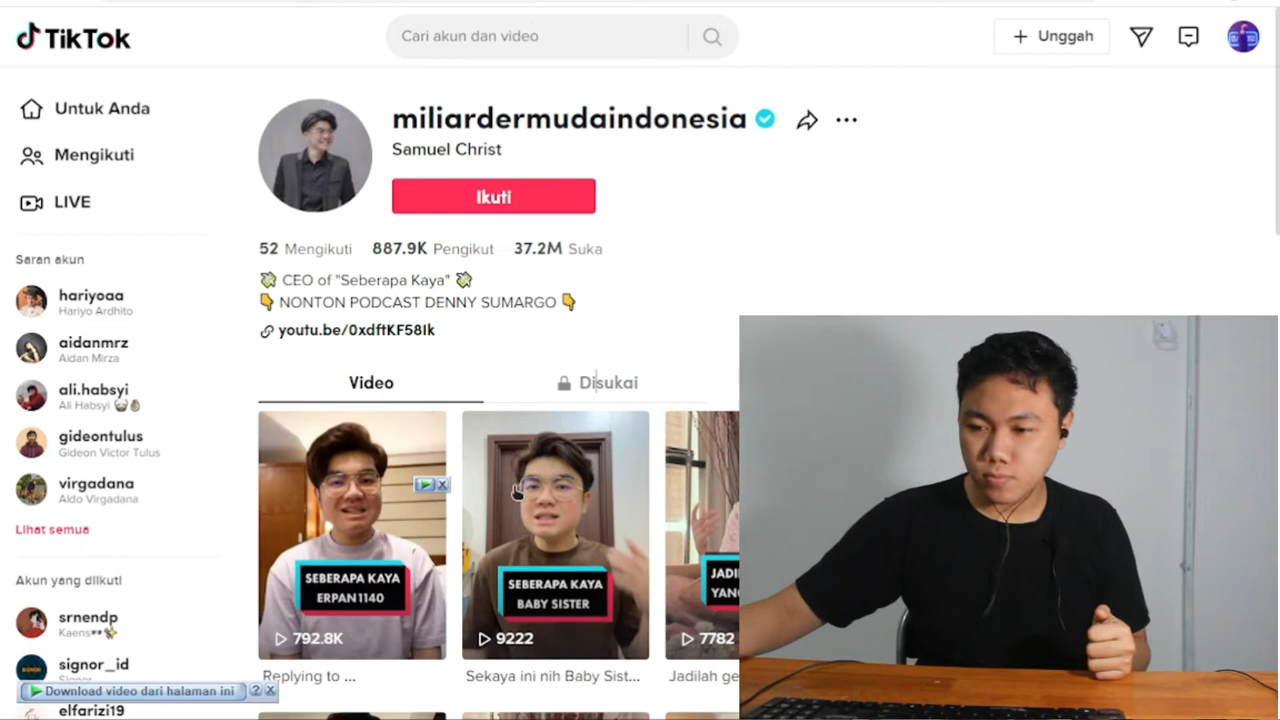 TikTok
Cari akun dan video
+ Unggah
Untuk Anda
Mengikuti
LIVE
Saran akun
hariyoaa
Hariyo Ardhito
aidanmrz
Aidan Mirza
ali.habsyi
Ali Habsyi
gideontulus
Gideon Victor Tulus
virgadana
Aldo Virgadana
Lihat semua
Akun yang diikuti
srnendp
Kaens
signor_id
Download video dari halaman ini ? X
elfarizi19
miliardermudaindonesia
Samuel Christ
Ikuti
52 Mengikuti 887.9K Pengikut 37.2M Suka
💸 CEO of "Seberapa Kaya" 💸
👇 NONTON PODCAST DENNY SUMARGO 👇
youtu.be/0xdftKF58Ik
Video Disukai
SEBERAPA KAYA
ERPAN1140
792.8K
Replying to ...
SEBERAPA KAYA
BABY SISTER
9222
Sekaya ini nih Baby Sist...
7782
Jadilah